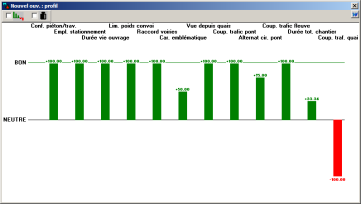 Nouvel ouv. : profil
Conf. piéton/trav. Lim. poids convoi Vue depuis quais Coup. trafic fleuve
Empl. stationnement Raccord voiries Coup. trafic pont Durée tot. chantier
Durée vie ouvrage Car. emblématique Alternat cir. pont Coup. traf. quai
BON
+100.00 +100.00 +100.00 +100.00 +100.00 +50.00 +100.00 +100.00 +75.00 +100.00
NEUTRE
-100.00